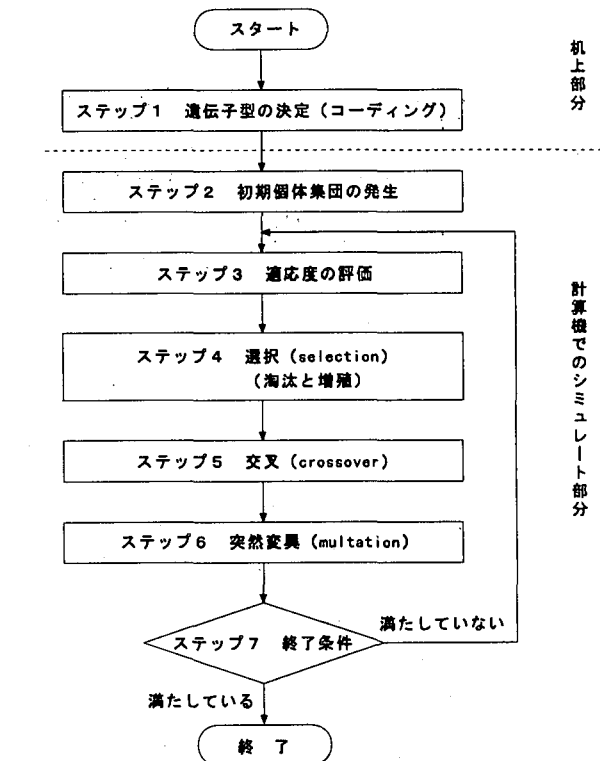 スタート
机上部分
ステップ1 遺伝子型の決定（コーディング）
ステップ2 初期個体集団の発生
ステップ3 適応度の評価
計算機でのシミュレート部分
ステップ4 選択（selection）
（淘汰と増殖）
ステップ5 交叉（crossover）
ステップ6 突然変異（multation）
満たしていない
ステップ7 終了条件
満たしている
終 了